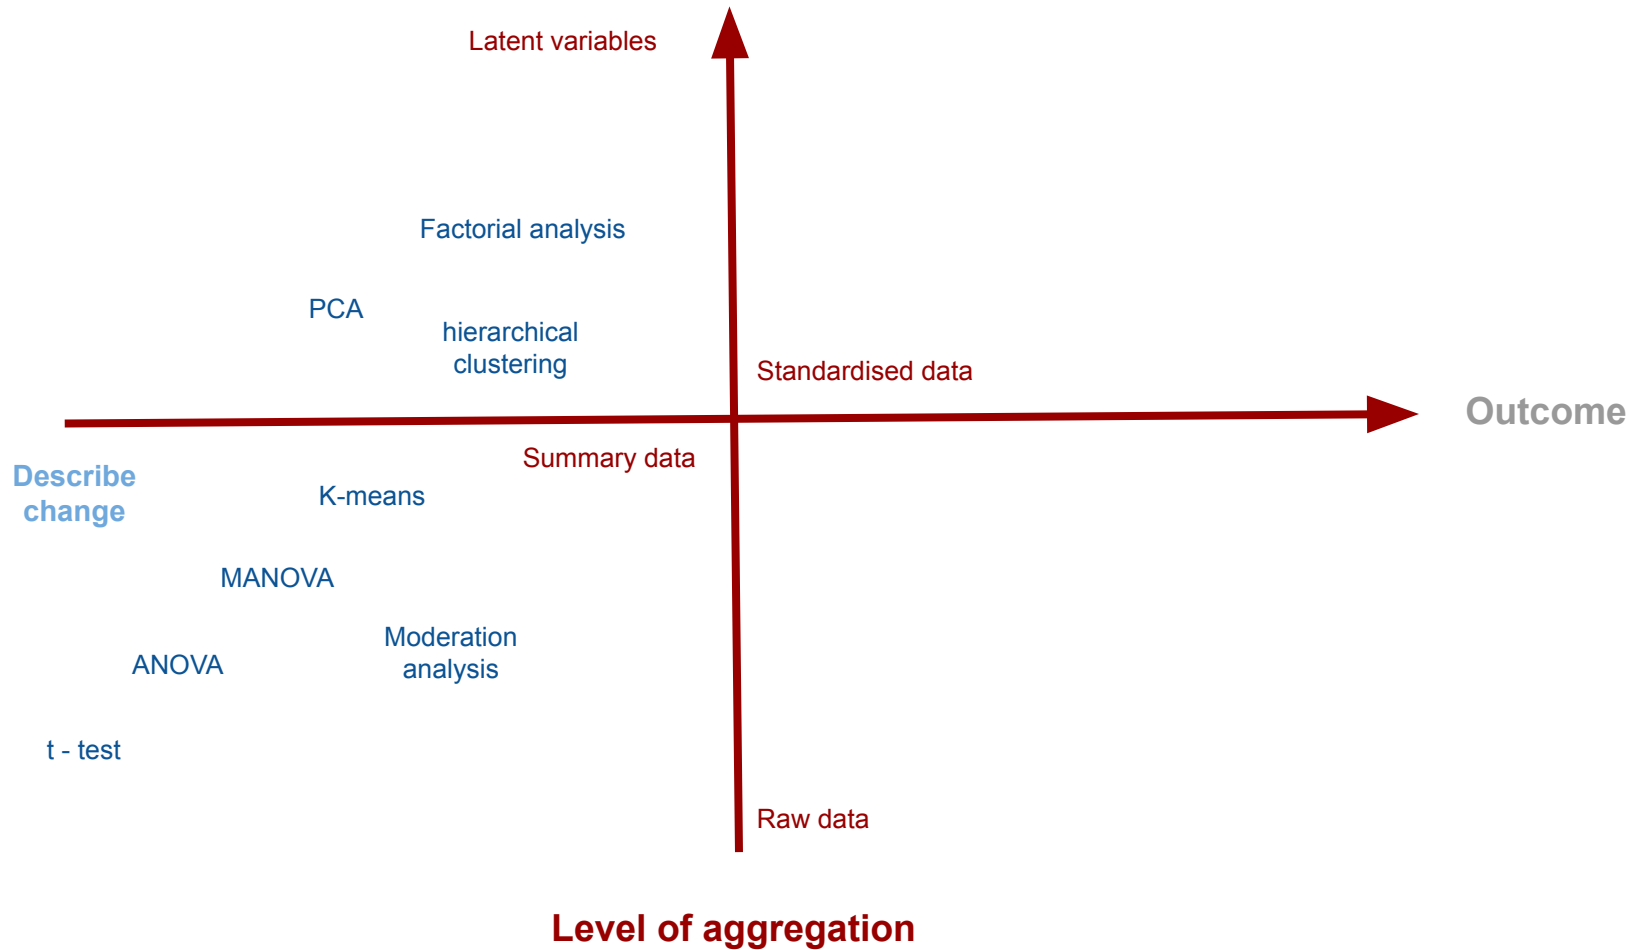 Latent variables
Factorial analysis
PCA
hierarchical
clustering
Standardised data
Outcome
Summary data
Describe
change
K-means
MANOVA
Moderation
analysis
ANOVA
t - test
Raw data
Level of aggregation